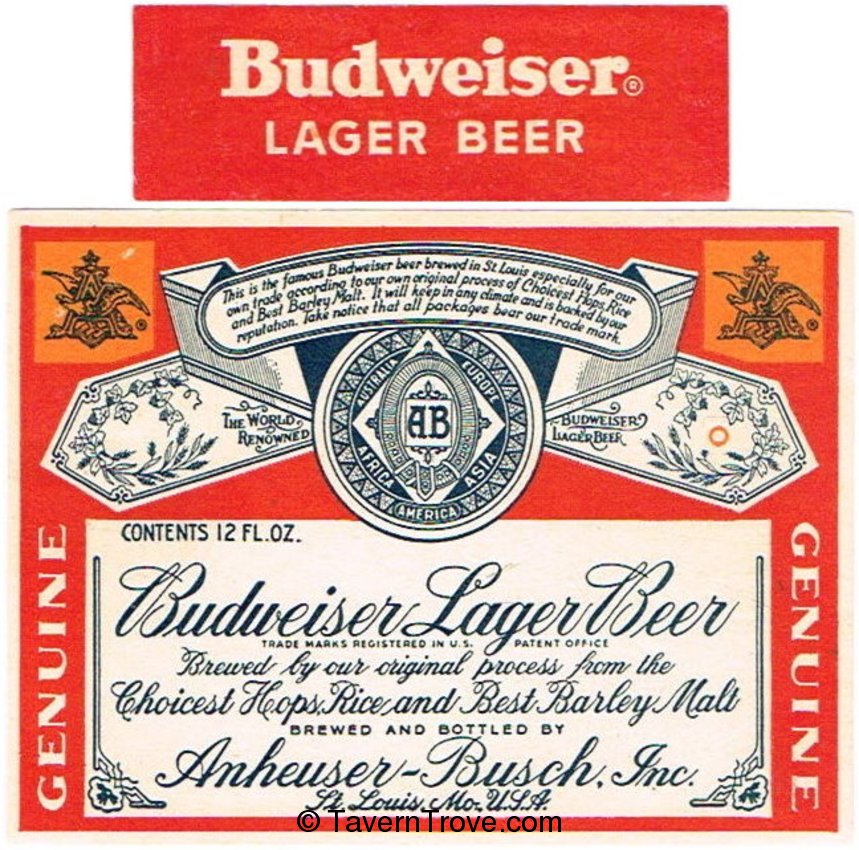 Budweiser®
LAGER BEER
This is the famous Budweiser beer brewed in St. Louis especially for our
own trade according to our own original process of Choicest Hops, Rice
and Best Barley Malt. It will keep in any climate and is backed by our
reputation. Take notice that all packages bear our trade mark.
A
®
A
®
THE WORLD
RENOWNED
AUSTRALIA
EUROPE
AB
AFRICA
ASIA
AMERICA
BUDWEISER
LAGER BEER
GENUINE
CONTENTS 12 FL.OZ.
Budweiser Lager Beer
TRADE MARKS REGISTERED IN U.S. PATENT OFFICE
Brewed by our original process from the
Choicest Hops, Rice and Best Barley Malt
BREWED AND BOTTLED BY
Anheuser-Busch, Inc.
St. Louis, Mo., U.S.A.
GENUINE
© TavernTrove.com